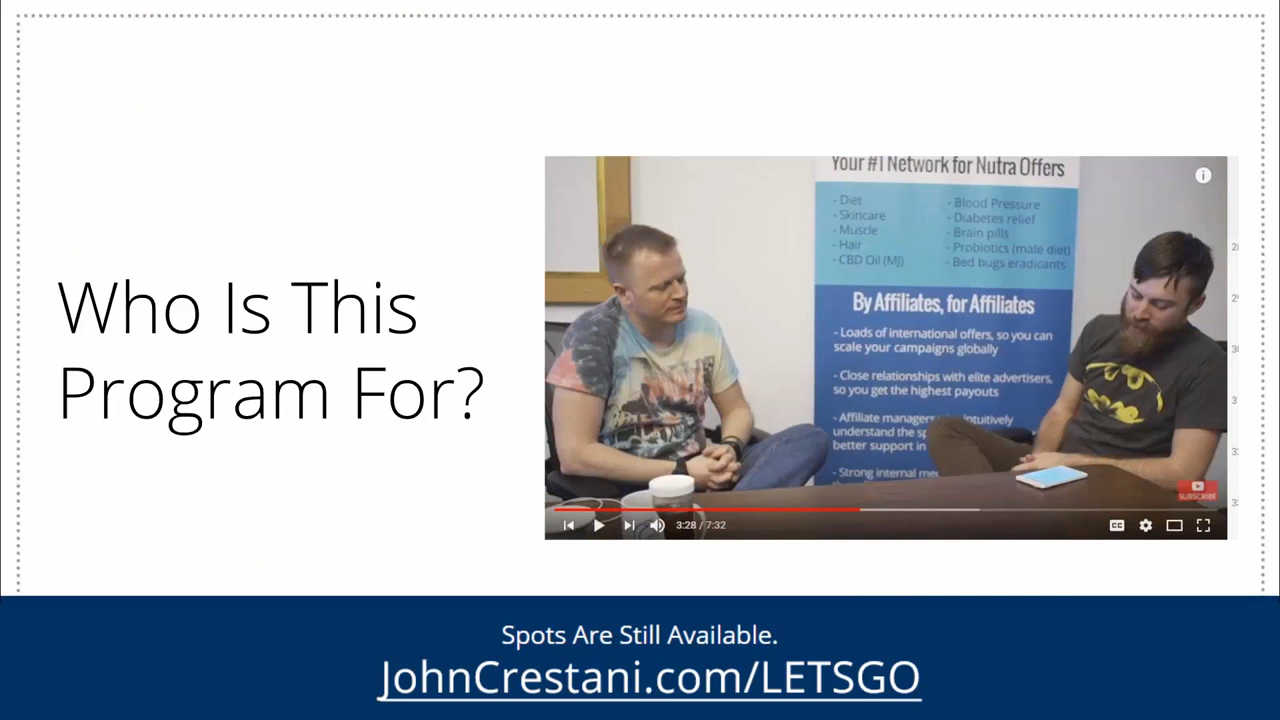 Who Is This
Program For?
Your #1 Network for Nutra Offers
- Diet
- Skincare
- Muscle
- Hair
- CBD Oil (MJ)
- Blood Pressure
- Diabetes relief
- Brain pills
- Probiotics (male diet)
- Bed bugs eradicants
By Affiliates, for Affiliates
- Loads of international offers, so you can
scale your campaigns globally
- Close relationships with elite advertisers,
so you get the highest payouts
- Affiliate managers intuitively
understand the
better support in
- Strong internal
SUBSCRIBE
3:28 / 7:32
CC
Spots Are Still Available.
JohnCrestani.com/LETSGO